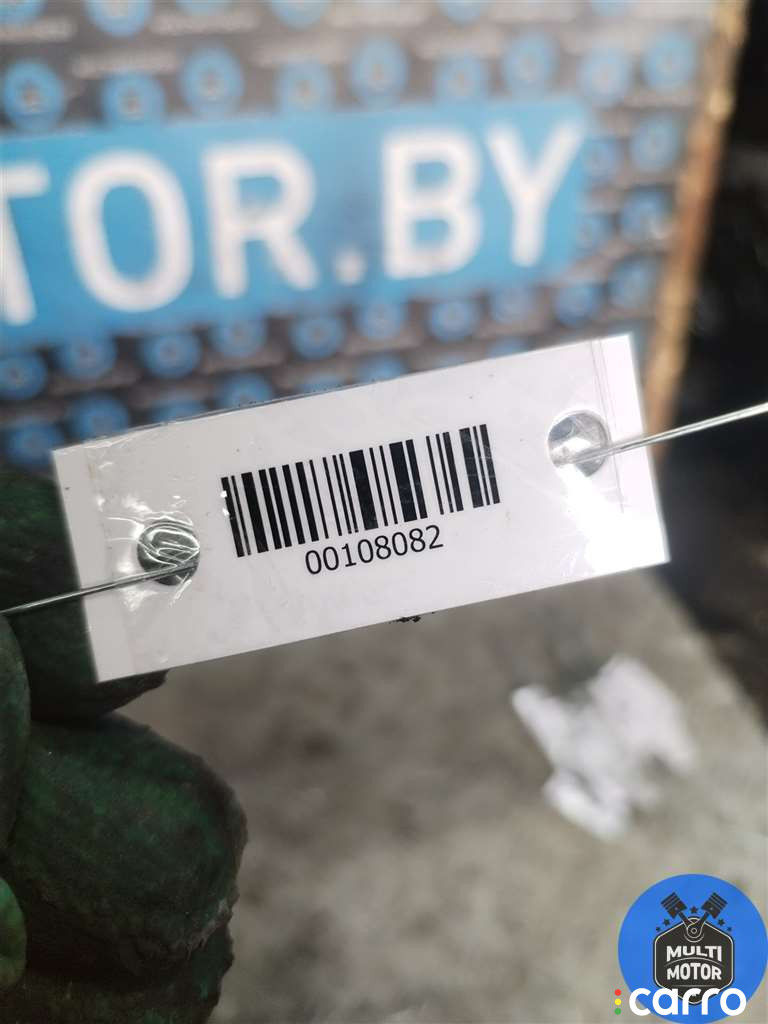 TOR.BY
00108082
MULTI
MOTOR
carro